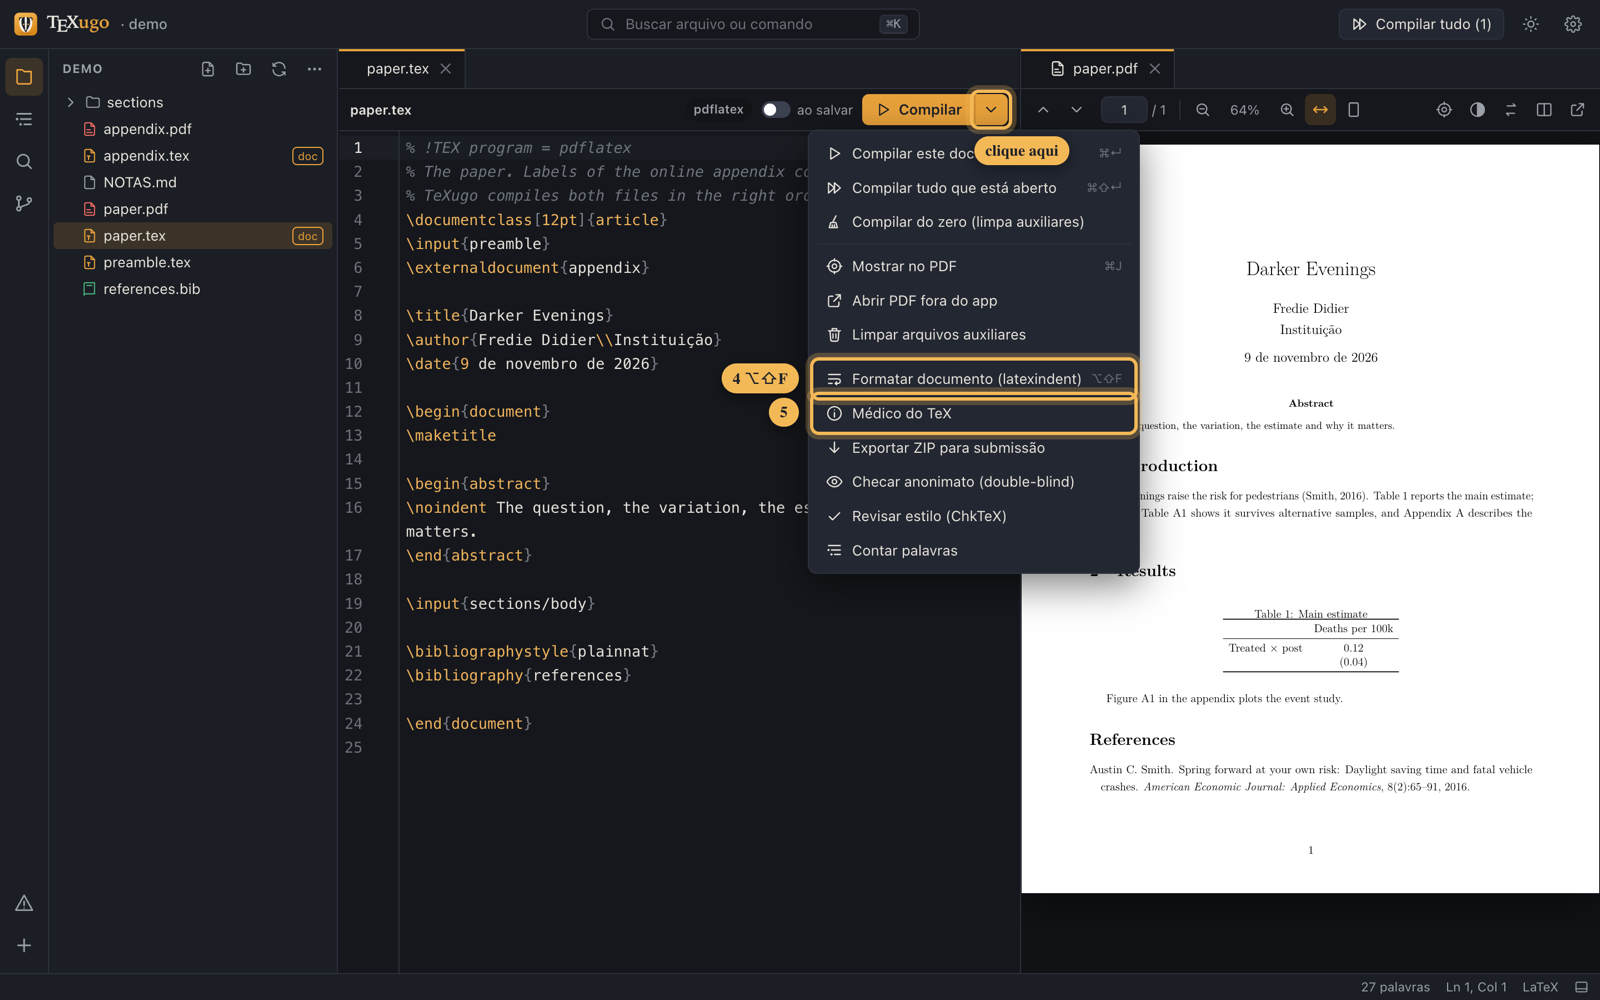 TEXugo · demo
Buscar arquivo ou comando ⌘K
Compilar tudo (1)
DEMO
sections
appendix.pdf
appendix.tex doc
NOTAS.md
paper.pdf
paper.tex doc
preamble.tex
references.bib
paper.tex
paper.tex
pdflatex
ao salvar
Compilar
clique aqui
1 % !TEX program = pdflatex
2 % The paper. Labels of the online appendix co
3 % TeXugo compiles both files in the right or
4 \documentclass[12pt]{article}
5 \input{preamble}
6 \externaldocument{appendix}
7
8 \title{Darker Evenings}
9 \author{Fredie Didier\\Instituição}
10 \date{9 de novembro de 2026}
11
12 \begin{document}
13 \maketitle
14
15 \begin{abstract}
16 \noindent The question, the variation, the es
matters.
17 \end{abstract}
18
19 \input{sections/body}
20
21 \bibliographystyle{plainnat}
22 \bibliography{references}
23
24 \end{document}
25
Compilar este doc ⌘↵
Compilar tudo que está aberto ⌘⇧↵
Compilar do zero (limpa auxiliares)
Mostrar no PDF ⌘J
Abrir PDF fora do app
Limpar arquivos auxiliares
4 ⌥⇧F
Formatar documento (latexindent) ⌥⇧F
5
Médico do TeX
Exportar ZIP para submissão
Checar anonimato (double-blind)
Revisar estilo (ChkTeX)
Contar palavras
paper.pdf
1 / 1
64%
Darker Evenings
Fredie Didier
Instituição
9 de novembro de 2026
Abstract
question, the variation, the estimate and why it matters.
roduction
nings raise the risk for pedestrians (Smith, 2016). Table 1 reports the main estimate;
Table A1 shows it survives alternative samples, and Appendix A describes the
2 Results
Table 1: Main estimate
Deaths per 100k
Treated × post 0.12
(0.04)
Figure A1 in the appendix plots the event study.
References
Austin C. Smith. Spring forward at your own risk: Daylight saving time and fatal vehicle
crashes. American Economic Journal: Applied Economics, 8(2):65–91, 2016.
1
27 palavras
Ln 1, Col 1
LaTeX